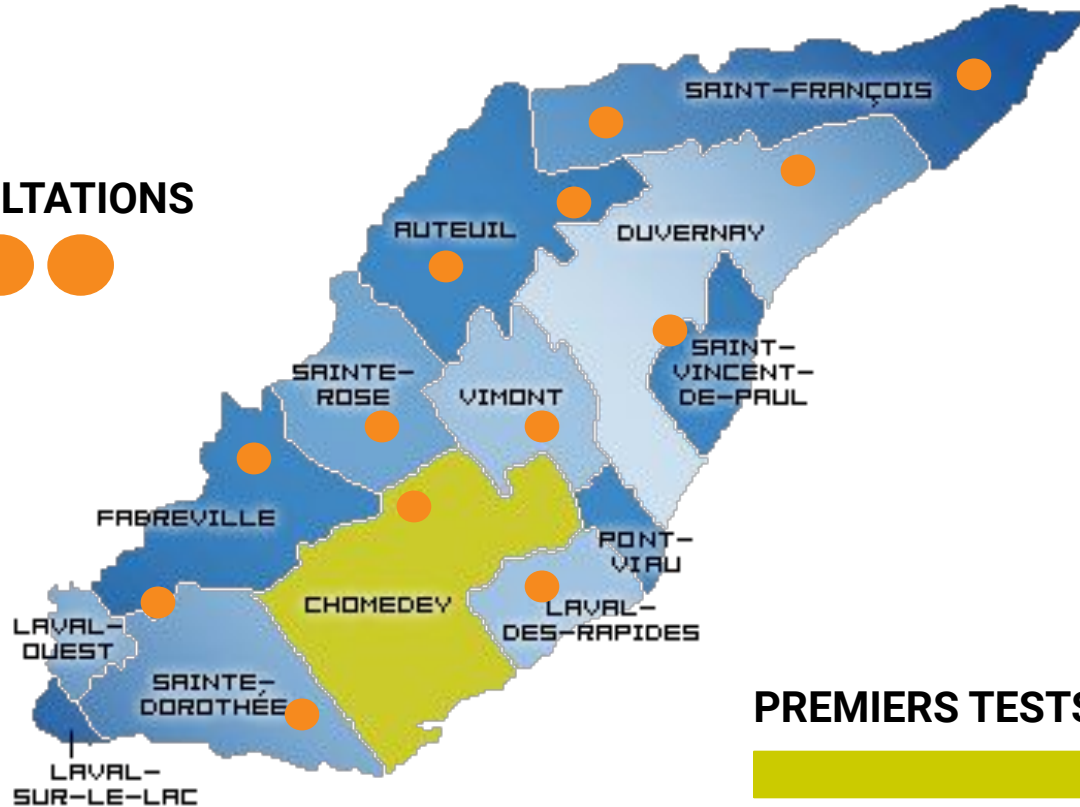 SAINT-FRANÇOIS
LTATIONS
AUTEUIL
DUVERNAY
SAINT-
VINCENT-
DE-PAUL
SAINTE-
ROSE
VIMONT
FABREVILLE
PONT-
VIAU
CHOMEDEY
LAVAL-
DES-RAPIDES
LAVAL-
OUEST
SAINTE-
DOROTHÉE
PREMIERS TESTS
LAVAL-
SUR-LE-LAC